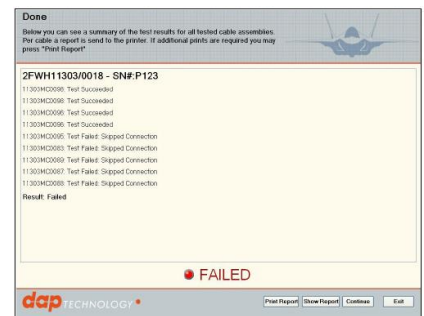 Done
Below you can see a summary of the test results for all tested cable assemblies.
Per cable a report is send to the printer. If additional prints are required you may
press "Print Report"
2FWH11303/0018 - SN#:P123
11303MC0098: Test Succeeded
11303MC0098: Test Succeeded
11303MC0096: Test Succeeded
11303MC0096: Test Succeeded
11303MC0095: Test Failed: Skipped Connection
11303MC0083: Test Failed: Skipped Connection
11303MC0089: Test Failed: Skipped Connection
11303MC0087: Test Failed: Skipped Connection
11303MC0088: Test Failed: Skipped Connection
Result: Failed
FAILED
dap TECHNOLOGY
Print Report Show Report Continue Exit